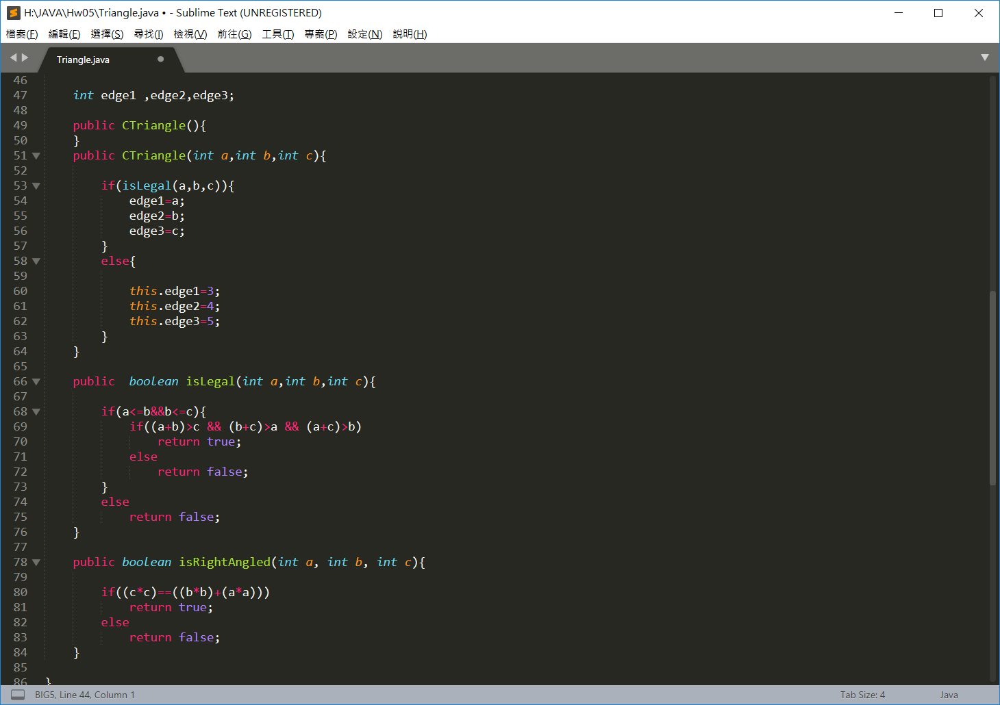 H:\JAVA\Hw05\Triangle.java • - Sublime Text (UNREGISTERED)
檔案(F) 編輯(E) 選擇(S) 尋找(I) 檢視(V) 前往(G) 工具(T) 專案(P) 設定(N) 說明(H)
Triangle.java
46
47 int edge1 ,edge2,edge3;
48
49 public CTriangle(){
50 }
51 public CTriangle(int a,int b,int c){
52
53 if(isLegal(a,b,c)){
54 edge1=a;
55 edge2=b;
56 edge3=c;
57 }
58 else{
59
60 this.edge1=3;
61 this.edge2=4;
62 this.edge3=5;
63 }
64 }
65
66 public  boolean isLegal(int a,int b,int c){
67
68 if(a<=b&&b<=c){
69 if((a+b)>c && (b+c)>a && (a+c)>b)
70 return true;
71 else
72 return false;
73 }
74 else
75 return false;
76 }
77
78 public boolean isRightAngled(int a, int b, int c){
79
80 if((c*c)==((b*b)+(a*a)))
81 return true;
82 else
83 return false;
84 }
85
86 }
BIG5, Line 44, Column 1 Tab Size: 4 Java